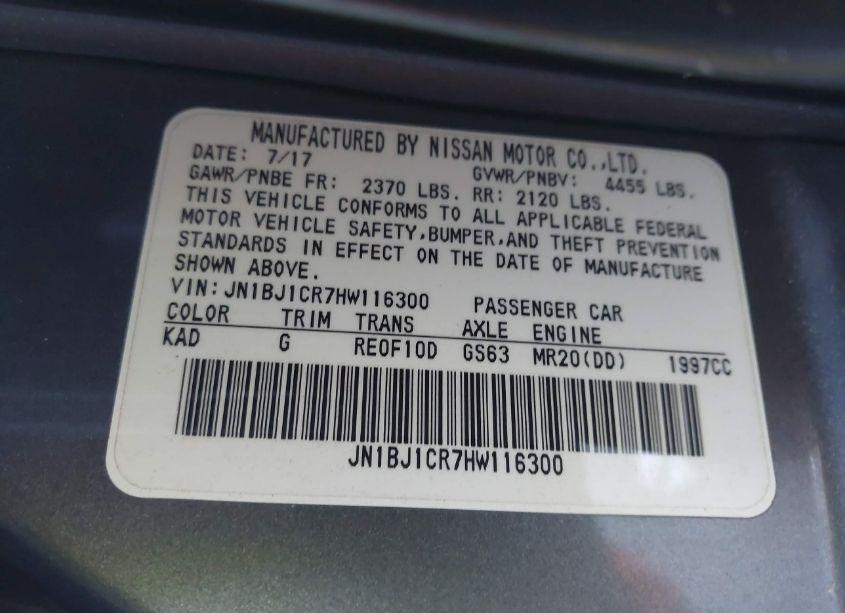 MANUFACTURED BY NISSAN MOTOR CO.,LTD.
DATE: 7/17 GVWR/PNBV: 4455 LBS.
GAWR/PNBE FR: 2370 LBS. RR: 2120 LBS.
THIS VEHICLE CONFORMS TO ALL APPLICABLE FEDERAL
MOTOR VEHICLE SAFETY,BUMPER,AND THEFT PREVENTION
STANDARDS IN EFFECT ON THE DATE OF MANUFACTURE
SHOWN ABOVE.
VIN:JN1BJ1CR7HW116300 PASSENGER CAR
COLOR TRIM TRANS AXLE ENGINE
KAD G RE0F10D GS63 MR20(DD) 1997CC
JN1BJ1CR7HW116300